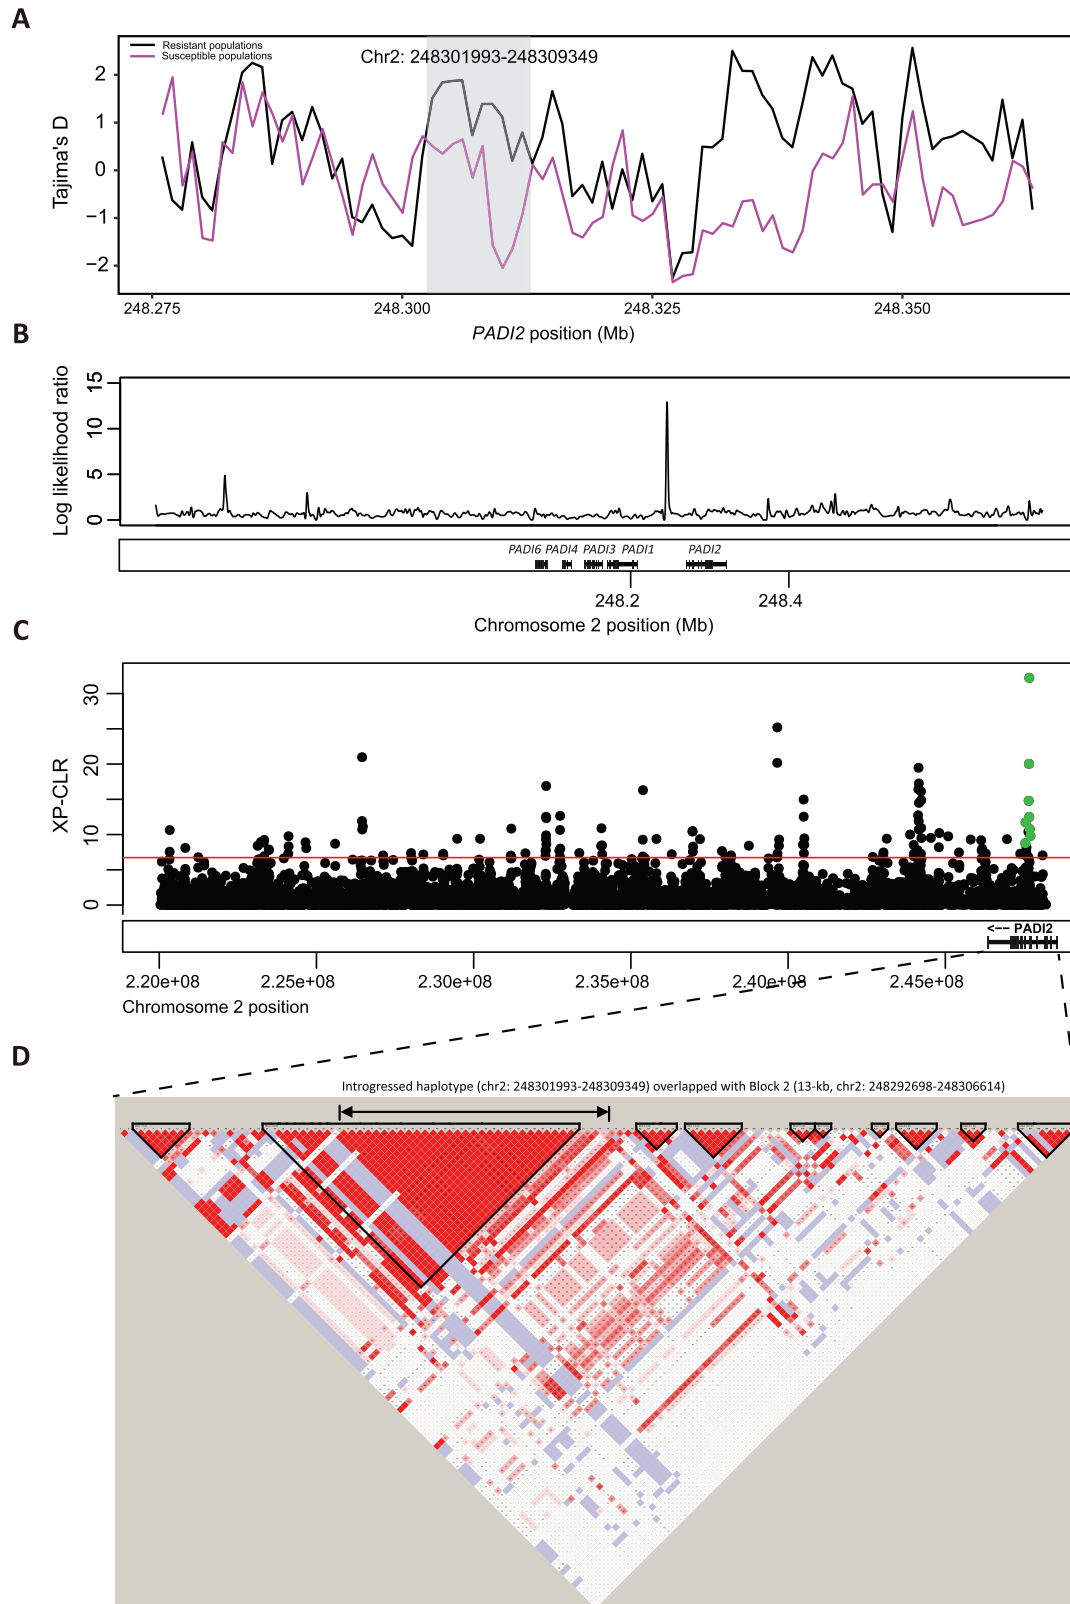 A
Resistant populations
Susceptible populations
Chr2: 248301993-248309349
Tajima's D
2
1
0
−1
−2
248.275
248.300
248.325
248.350
PADI2 position (Mb)
B
Log likelihood ratio
15
10
5
0
PADI6 PADI4 PADI3 PADI1 PADI2
248.2
248.4
Chromosome 2 position (Mb)
C
XP-CLR
30
20
10
0
<-- PADI2
2.20e+08
2.25e+08
2.30e+08
2.35e+08
2.40e+08
2.45e+08
Chromosome 2 position
D
Introgressed haplotype (chr2: 248301993-248309349) overlapped with Block 2 (13-kb, chr2: 248292698-248306614)